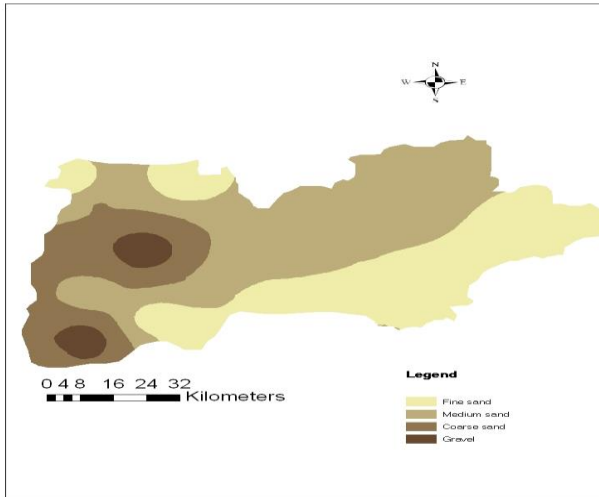 N
W E
S
0 4 8 16 24 32
Kilometers
Legend
Fine sand
Medium sand
Coarse sand
Gravel